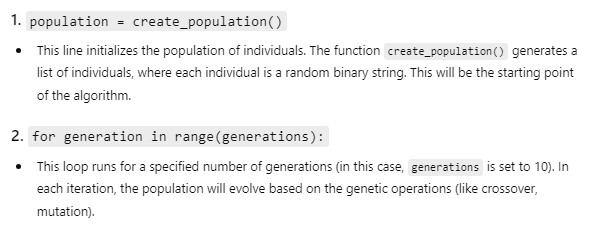 1. population = create_population()
• This line initializes the population of individuals. The function create_population() generates a
list of individuals, where each individual is a random binary string. This will be the starting point
of the algorithm.
2. for generation in range(generations):
• This loop runs for a specified number of generations (in this case, generations is set to 10). In
each iteration, the population will evolve based on the genetic operations (like crossover,
mutation).